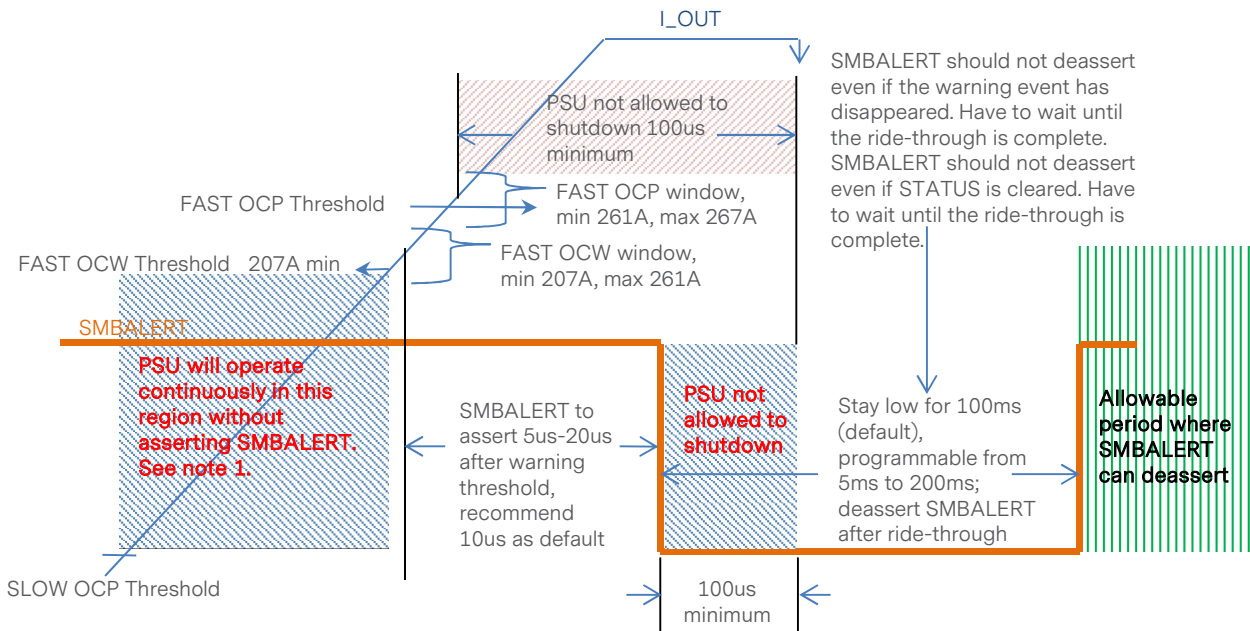 I_OUT
SMBALERT should not deassert
even if the warning event has
disappeared. Have to wait until
the ride-through is complete.
SMBALERT should not deassert
even if STATUS is cleared. Have
to wait until the ride-through is
complete.
PSU not allowed to
shutdown 100us
minimum
FAST OCP Threshold
FAST OCP window,
min 261A, max 267A
FAST OCW Threshold 207A min
FAST OCW window,
min 207A, max 261A
SMBALERT
PSU will operate
continuously in this
region without
asserting SMBALERT.
See note 1.
SMBALERT to
assert 5us-20us
after warning
threshold,
recommend
10us as default
PSU not
allowed to
shutdown
Stay low for 100ms
(default),
programmable from
5ms to 200ms;
deassert SMBALERT
after ride-through
Allowable
period where
SMBALERT
can deassert
SLOW OCP Threshold
100us
minimum